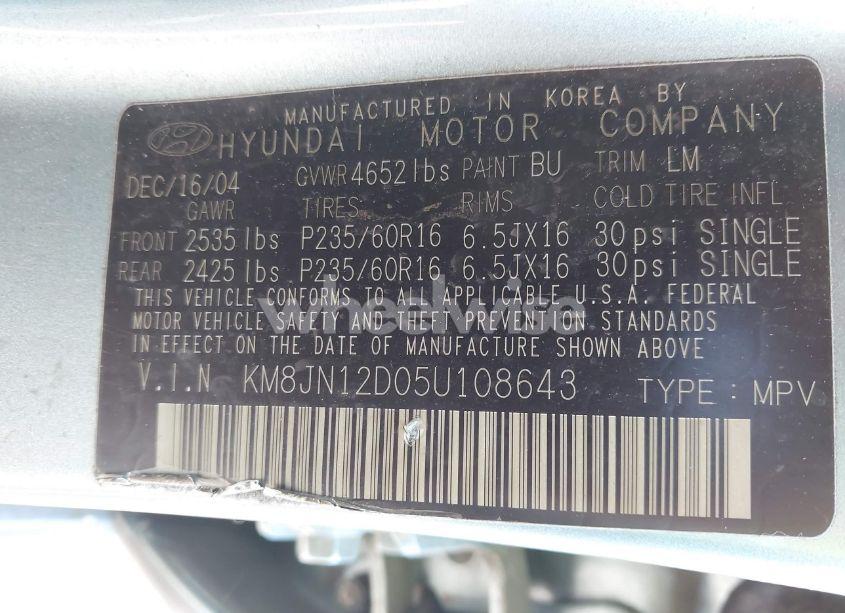 MANUFACTURED IN KOREA BY
HYUNDAI MOTOR COMPANY
DEC/16/04 GVWR 4652 lbs PAINT BU TRIM LM
GAWR TIRES RIMS COLD TIRE INFL
FRONT 2535 lbs P235/60R16 6.5JX16 30psi SINGLE
REAR 2425 lbs P235/60R16 6.5JX16 30psi SINGLE
THIS VEHICLE CONFORMS TO ALL APPLICABLE U.S.A. FEDERAL
MOTOR VEHICLE SAFETY AND THEFT PREVENTION STANDARDS
IN EFFECT ON THE DATE OF MANUFACTURE SHOWN ABOVE
V.I.N KM8JN12D05U108643 TYPE : MPV
wheelwise